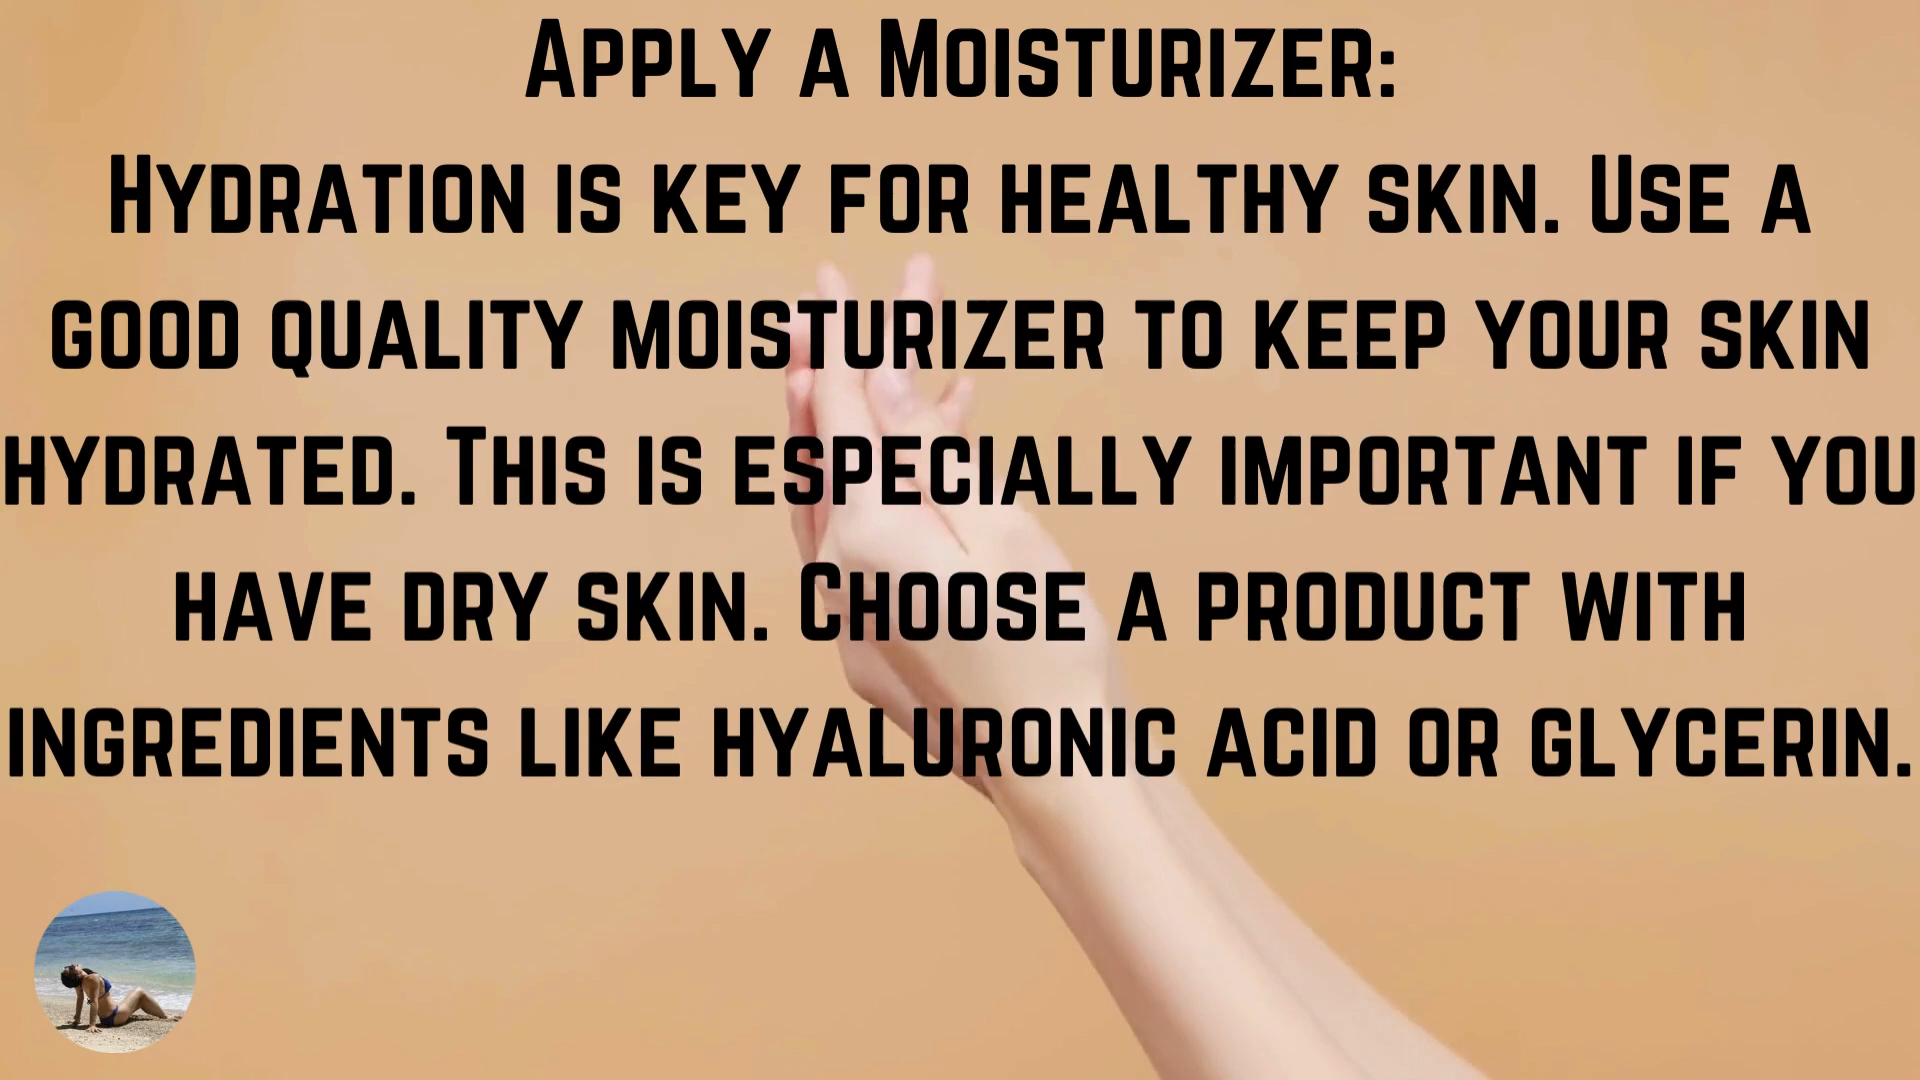 Apply a Moisturizer:
Hydration is key for healthy skin. Use a
good quality moisturizer to keep your skin
hydrated. This is especially important if you
have dry skin. Choose a product with
ingredients like hyaluronic acid or glycerin.